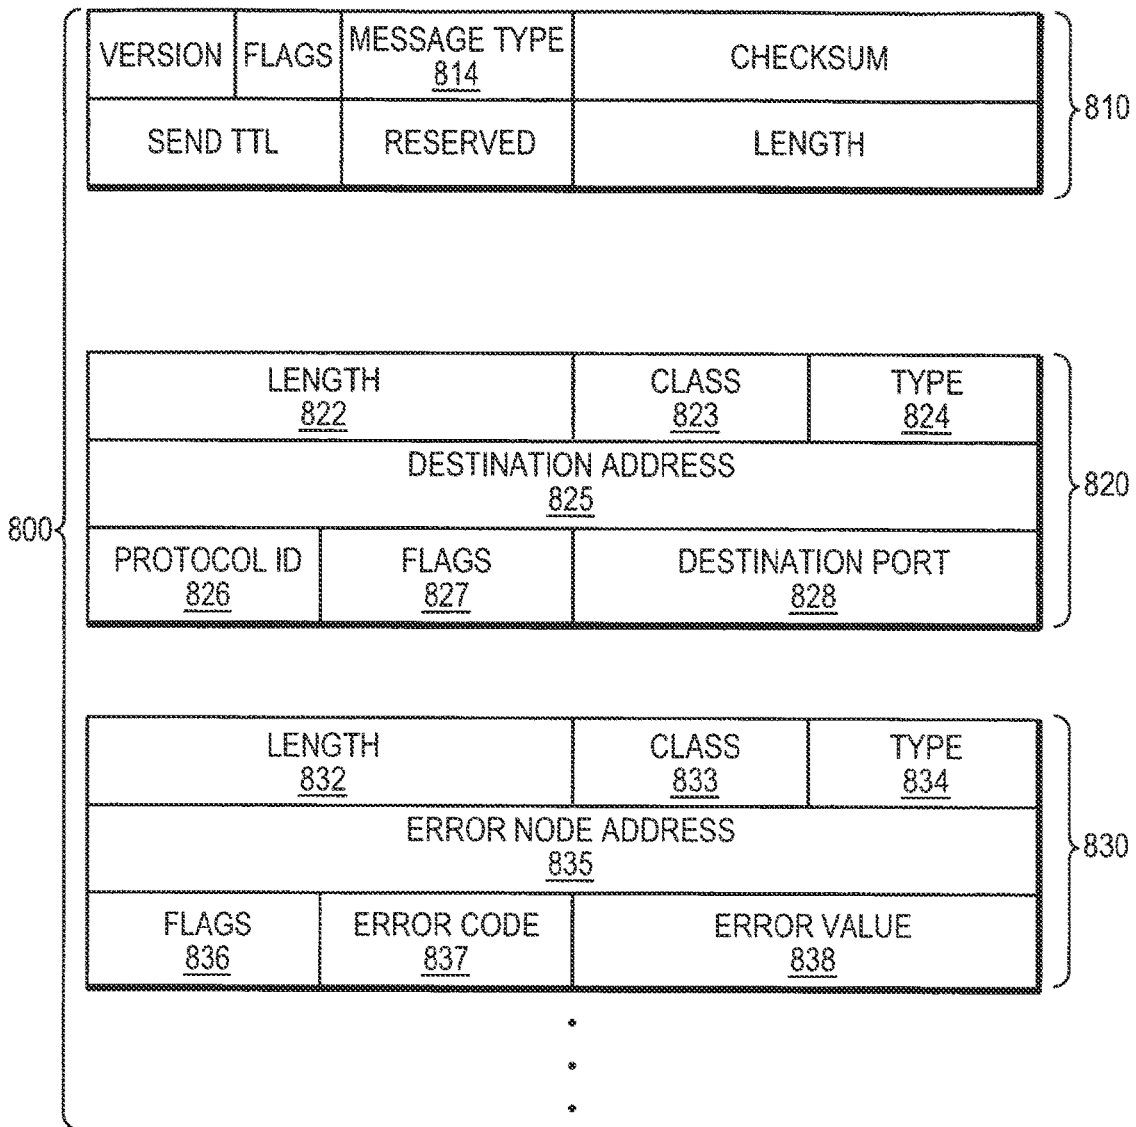 VERSION FLAGS MESSAGE TYPE CHECKSUM
814
810
SEND TTL RESERVED LENGTH
LENGTH CLASS TYPE
822 823 824
DESTINATION ADDRESS
825
820
800
PROTOCOL ID FLAGS DESTINATION PORT
826 827 828
LENGTH CLASS TYPE
832 833 834
ERROR NODE ADDRESS
835
830
FLAGS ERROR CODE ERROR VALUE
836 837 838